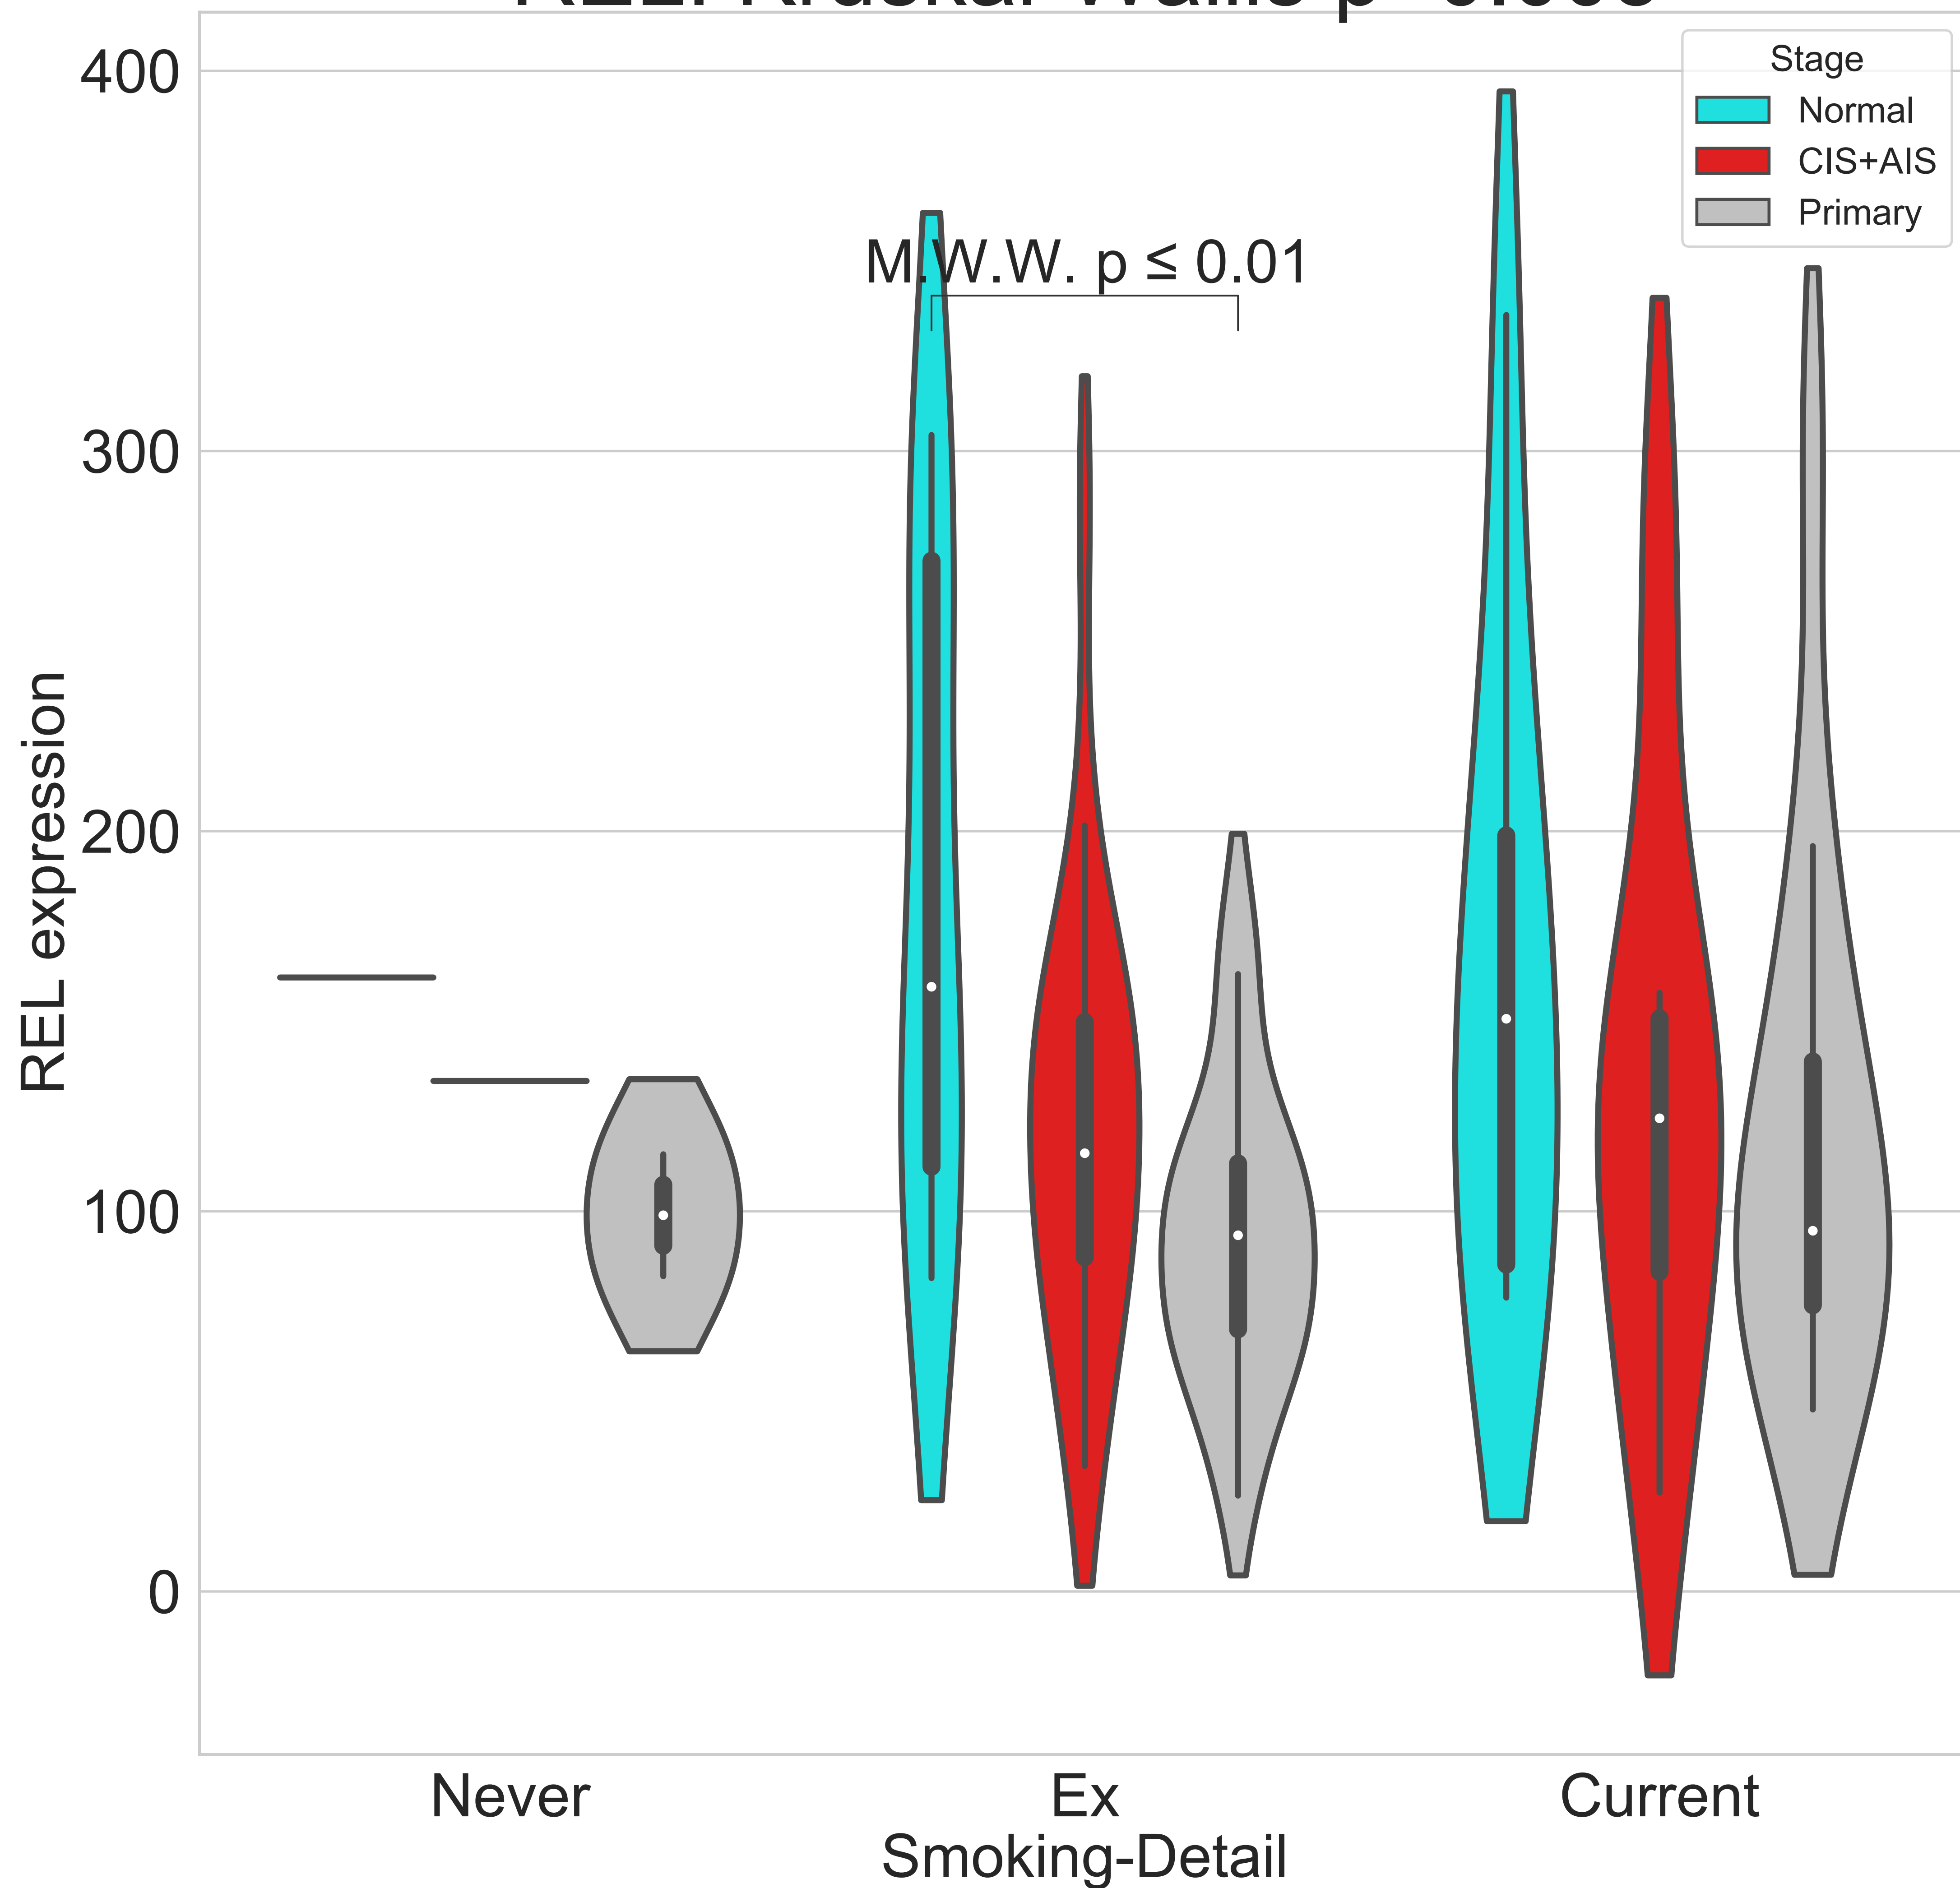 400
300
200
100
0
REL expression
M.W.W. p ≤ 0.01
Stage
Normal
CIS+AIS
Primary
Never
Ex
Current
Smoking-Detail